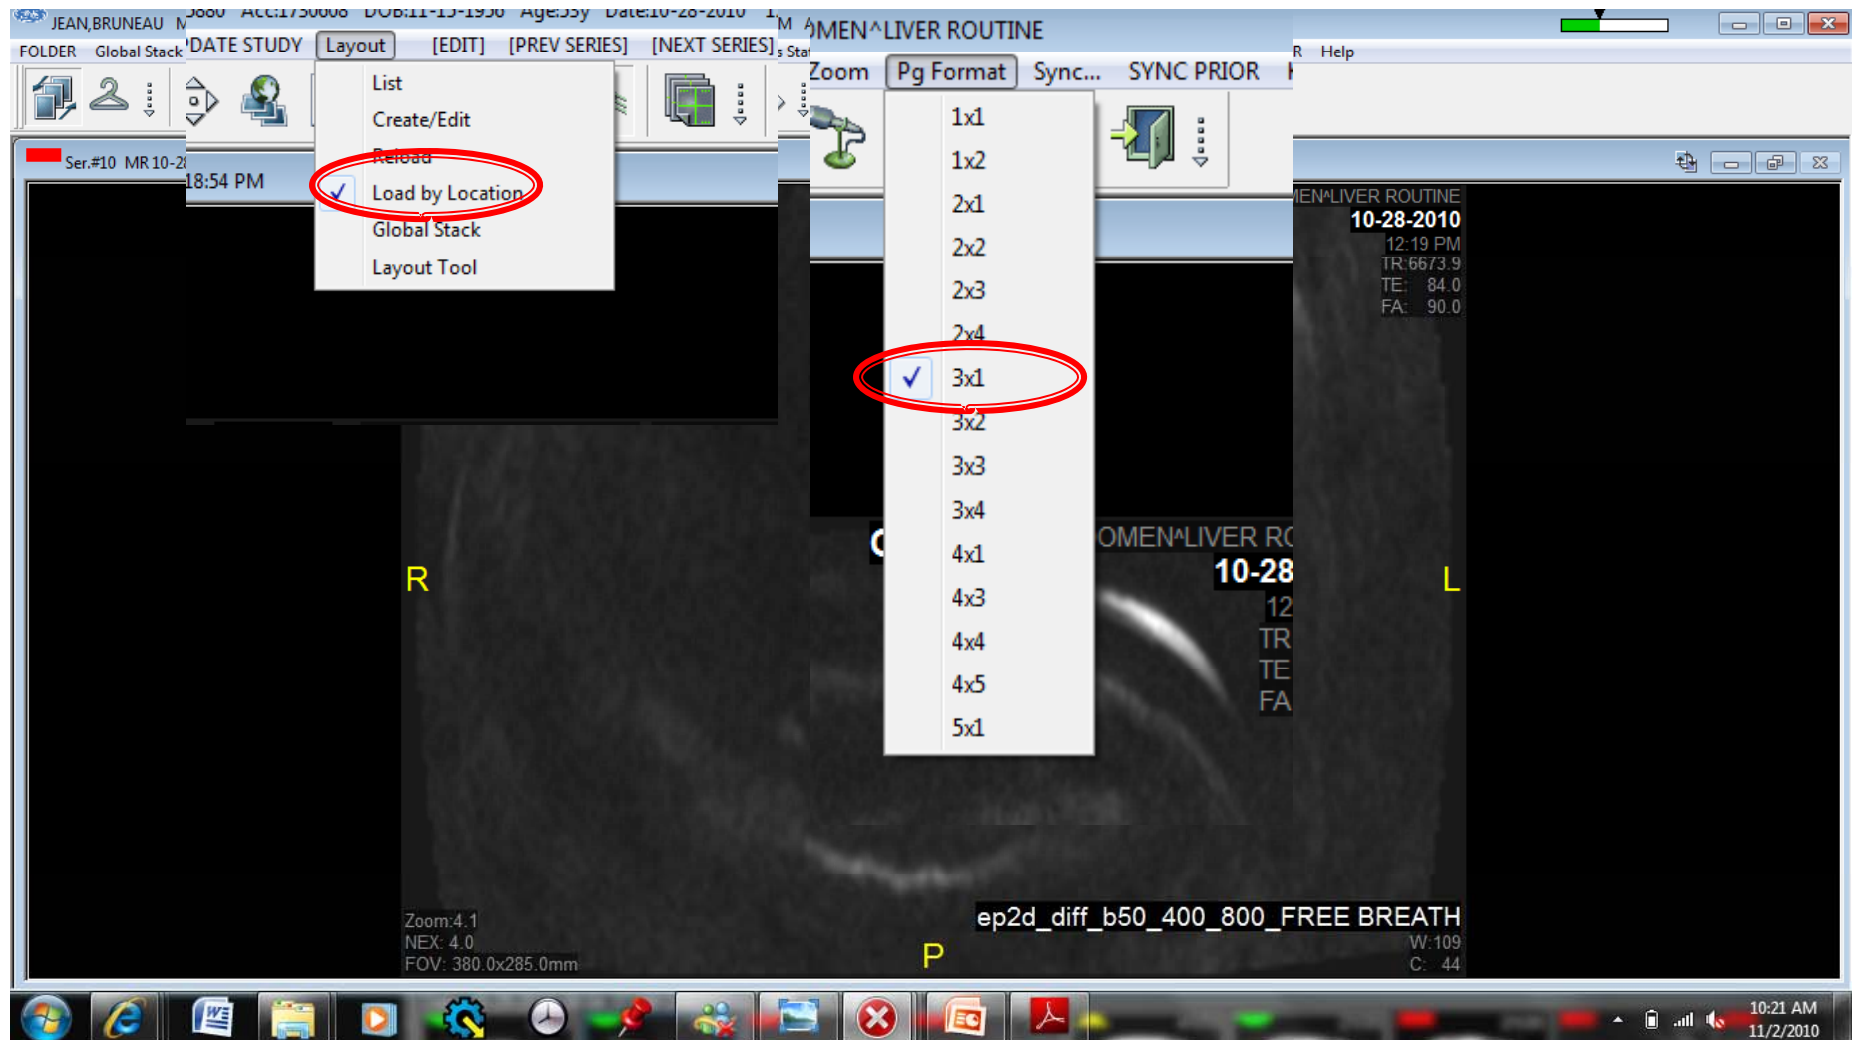 JEAN,BRUNEAU M
5880 Acc:1730608 DOB:11-15-1956 Age:53y Date:10-28-2010
OMEN^LIVER ROUTINE
FOLDER Global Stack
PDATE STUDY Layout [EDIT] [PREV SERIES] [NEXT SERIES]
Zoom Pg Format Sync... SYNC PRIOR
R Help
List
Create/Edit
Reload
Load by Location
Global Stack
Layout Tool
1x1
1x2
2x1
2x2
2x3
2x4
3x1
3x2
3x3
3x4
4x1
4x3
4x4
4x5
5x1
Ser.#10 MR 10-28
18:54 PM
MEN^LIVER ROUTINE
10-28-2010
12:19 PM
TR:6673.9
TE: 84.0
FA: 90.0
OMEN^LIVER RO
10-28
12
TR
TE
FA
R
L
Zoom:4.1
NEX: 4.0
FOV: 380.0x285.0mm
P
ep2d_diff_b50_400_800_FREE BREATH
W:109
C: 44
10:21 AM
11/2/2010